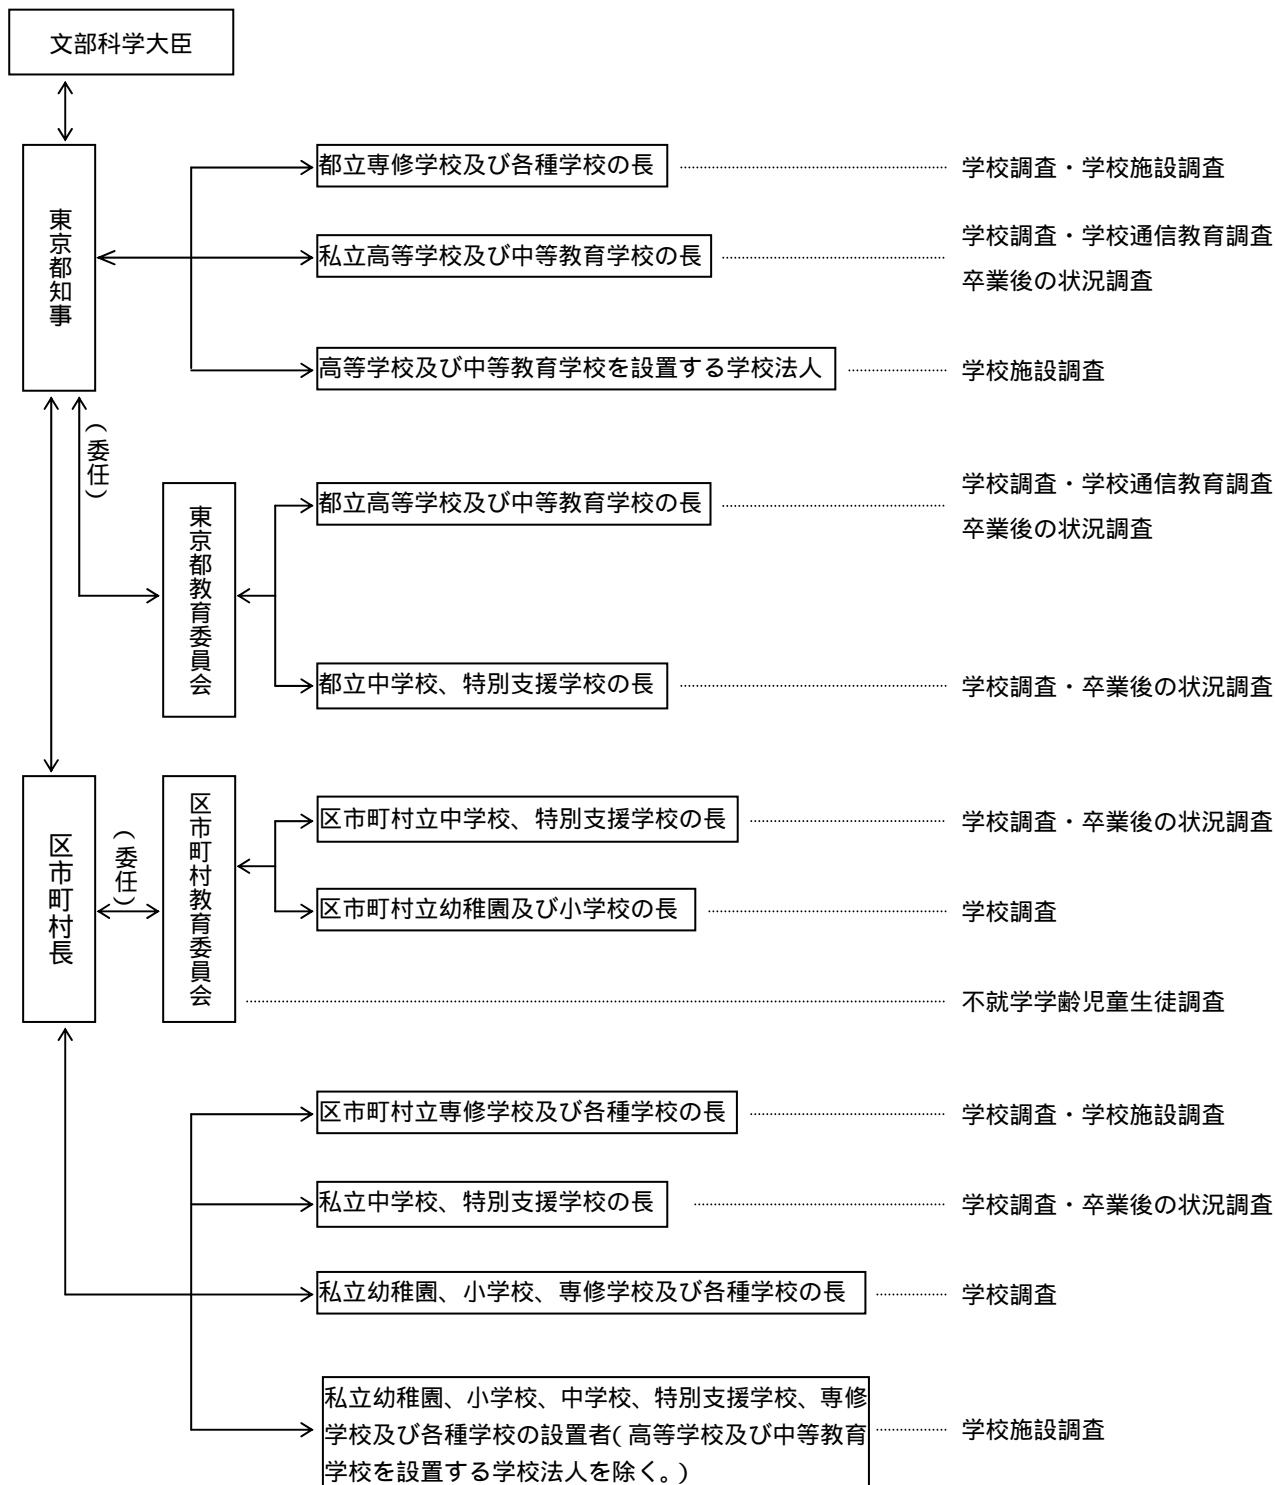 文部科学大臣
東京都知事
都立専修学校及び各種学校の長
学校調査・学校施設調査
私立高等学校及び中等教育学校の長
学校調査・学校通信教育調査
卒業後の状況調査
高等学校及び中等教育学校を設置する学校法人
学校施設調査
(委任)
東京都教育委員会
都立高等学校及び中等教育学校の長
学校調査・学校通信教育調査
卒業後の状況調査
都立中学校、特別支援学校の長
学校調査・卒業後の状況調査
区市町村長
(委任)
区市町村教育委員会
区市町村立中学校、特別支援学校の長
学校調査・卒業後の状況調査
区市町村立幼稚園及び小学校の長
学校調査
不就学学齢児童生徒調査
区市町村立専修学校及び各種学校の長
学校調査・学校施設調査
私立中学校、特別支援学校の長
学校調査・卒業後の状況調査
私立幼稚園、小学校、専修学校及び各種学校の長
学校調査
私立幼稚園、小学校、中学校、特別支援学校、専修
学校及び各種学校の設置者(高等学校及び中等教育
学校を設置する学校法人を除く。)
学校施設調査